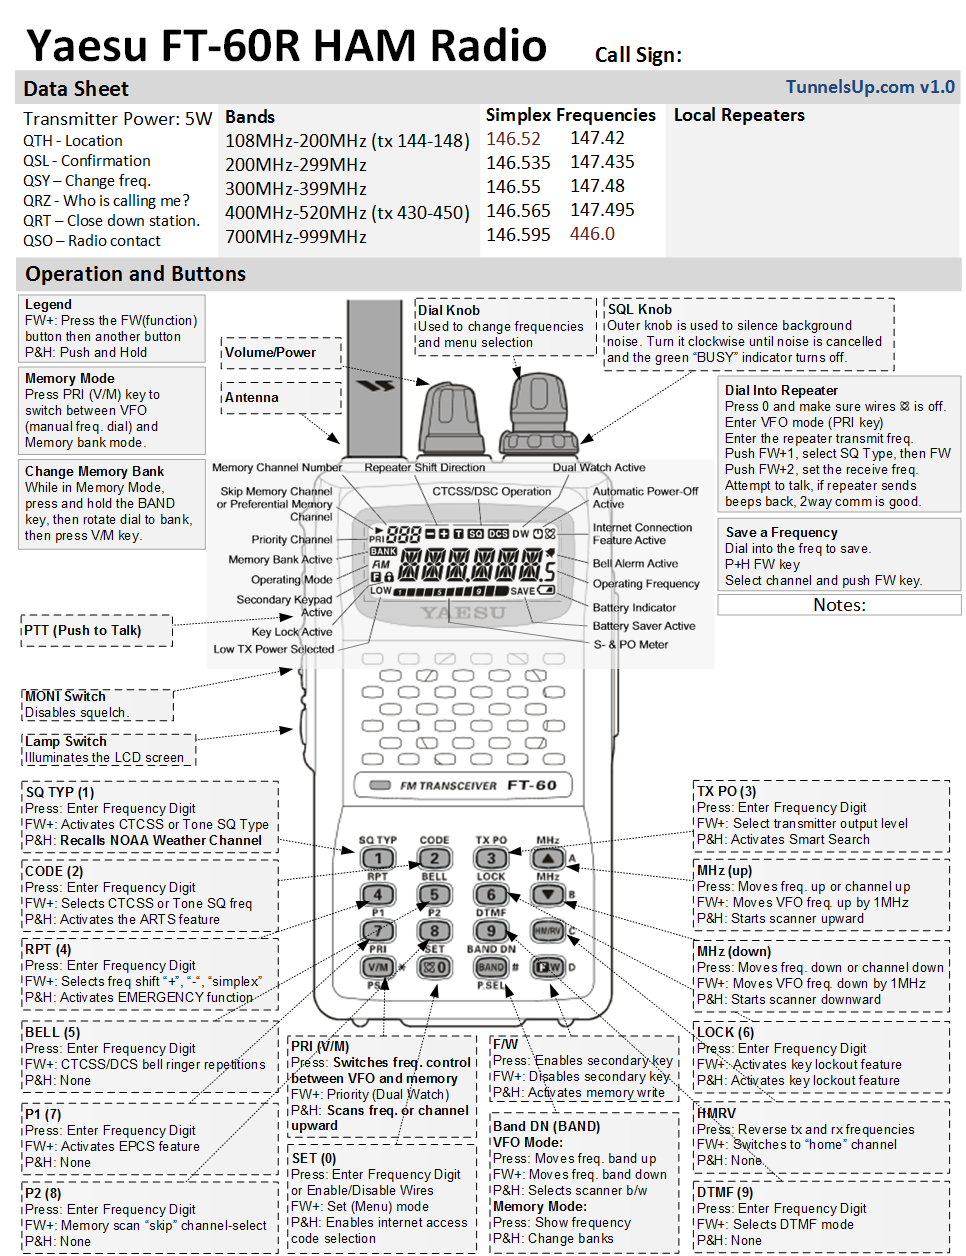 Yaesu FT-60R HAM Radio
Call Sign:
Data Sheet
TunnelsUp.com v1.0
Transmitter Power: 5W
QTH - Location
QSL - Confirmation
QSY – Change freq.
QRZ - Who is calling me?
QRT – Close down station.
QSO – Radio contact
Bands
108MHz-200MHz (tx 144-148)
200MHz-299MHz
300MHz-399MHz
400MHz-520MHz (tx 430-450)
700MHz-999MHz
Simplex Frequencies
146.52 147.42
146.535 147.435
146.55 147.48
146.565 147.495
146.595 446.0
Local Repeaters
Operation and Buttons
Legend
FW+: Press the FW(function)
button then another button
P&H: Push and Hold
Memory Mode
Press PRI (V/M) key to
switch between VFO
(manual freq. dial) and
Memory bank mode.
Change Memory Bank
While in Memory Mode,
press and hold the BAND
key, then rotate dial to bank,
then press V/M key.
Volume/Power
Antenna
Dial Knob
Used to change frequencies
and menu selection
SQL Knob
Outer knob is used to silence background
noise. Turn it clockwise until noise is cancelled
and the green “BUSY” indicator turns off.
Dial Into Repeater
Press 0 and make sure wires is off.
Enter VFO mode (PRI key)
Enter the repeater transmit freq.
Push FW+1, select SQ Type, then FW
Push FW+2, set the receive freq.
Attempt to talk, if repeater sends
beeps back, 2way comm is good.
Save a Frequency
Dial into the freq to save.
P+H FW key
Select channel and push FW key.
Notes:
Memory Channel Number
Repeater Shift Direction
Dual Watch Active
Skip Memory Channel
or Preferential Memory
Channel
CTCSS/DSC Operation
Automatic Power-Off
Active
Priority Channel
Internet Connection
Feature Active
Memory Bank Active
Bell Alarm Active
Operating Mode
Operating Frequency
Secondary Keypad
Active
Battery Indicator
Key Lock Active
Battery Saver Active
Low TX Power Selected
S- & PO Meter
PRI 888 T SQ DCS DW
BANK
AM
F
.5
LOW 1 5 9 SAVE
YAESU
PTT (Push to Talk)
MONI Switch
Disables squelch.
Lamp Switch
Illuminates the LCD screen
FM TRANSCEIVER FT-60
SQ TYP CODE TX PO MHz
1 2 3 A
RPT BELL LOCK MHz
4 5 6 B
P1 P2 DTMF
7 8 9 HM/RV C
PRI SET BAND DN
V/M * 0 BAND # FW D
PS P.SEL
SQ TYP (1)
Press: Enter Frequency Digit
FW+: Activates CTCSS or Tone SQ Type
P&H: Recalls NOAA Weather Channel
CODE (2)
Press: Enter Frequency Digit
FW+: Selects CTCSS or Tone SQ freq
P&H: Activates the ARTS feature
RPT (4)
Press: Enter Frequency Digit
FW+: Selects freq shift “+”, “-”, “simplex”
P&H: Activates EMERGENCY function
BELL (5)
Press: Enter Frequency Digit
FW+: CTCSS/DCS bell ringer repetitions
P&H: None
P1 (7)
Press: Enter Frequency Digit
FW+: Activates EPCS feature
P&H: None
P2 (8)
Press: Enter Frequency Digit
FW+: Memory scan “skip” channel-select
P&H: None
PRI (V/M)
Press: Switches freq. control
between VFO and memory
FW+: Priority (Dual Watch)
P&H: Scans freq. or channel
upward
SET (0)
Press: Enter Frequency Digit
or Enable/Disable Wires
FW+: Set (Menu) mode
P&H: Enables internet access
code selection
F/W
Press: Enables secondary key
FW+: Disables secondary key
P&H: Activates memory write
Band DN (BAND)
VFO Mode:
Press: Moves freq. band up
FW+: Moves freq. band down
P&H: Selects scanner b/w
Memory Mode:
Press: Show frequency
P&H: Change banks
TX PO (3)
Press: Enter Frequency Digit
FW+: Select transmitter output level
P&H: Activates Smart Search
MHz (up)
Press: Moves freq. up or channel up
FW+: Moves VFO freq. up by 1MHz
P&H: Starts scanner upward
MHz (down)
Press: Moves freq. down or channel down
FW+: Moves VFO freq. down by 1MHz
P&H: Starts scanner downward
LOCK (6)
Press: Enter Frequency Digit
FW+: Activates key lockout feature
P&H: Activates key lockout feature
HMRV
Press: Reverse tx and rx frequencies
FW+: Switches to “home” channel
P&H: None
DTMF (9)
Press: Enter Frequency Digit
FW+: Selects DTMF mode
P&H: None